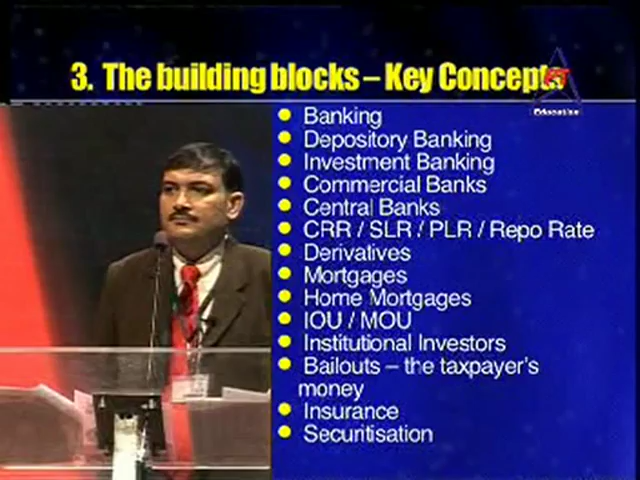 3. The building blocks – Key Concepts
Education
Banking
Depository Banking
Investment Banking
Commercial Banks
Central Banks
CRR / SLR / PLR / Repo Rate
Derivatives
Mortgages
Home Mortgages
IOU / MOU
Institutional Investors
Bailouts – the taxpayer's
money
Insurance
Securitisation